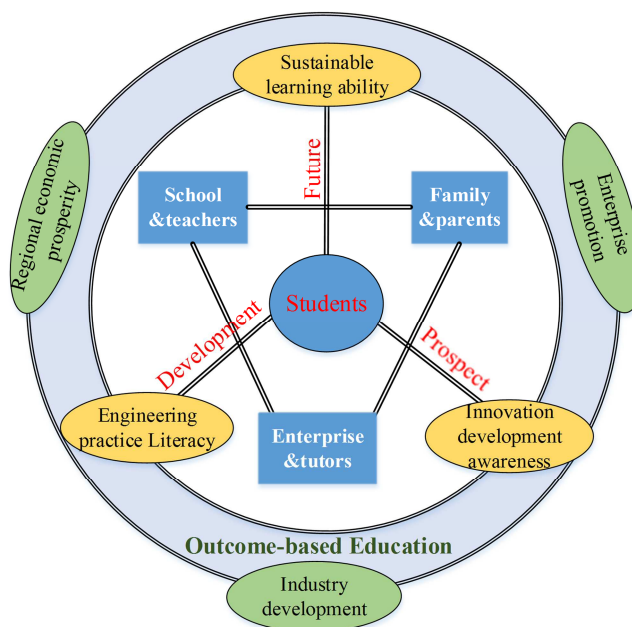 Sustainable
learning ability
Regional economic
prosperity
Enterprise
promotion
Future
School
&teachers
Family
&parents
Students
Development
Prospect
Engineering
practice Literacy
Enterprise
&tutors
Innovation
development
awareness
Outcome-based Education
Industry
development